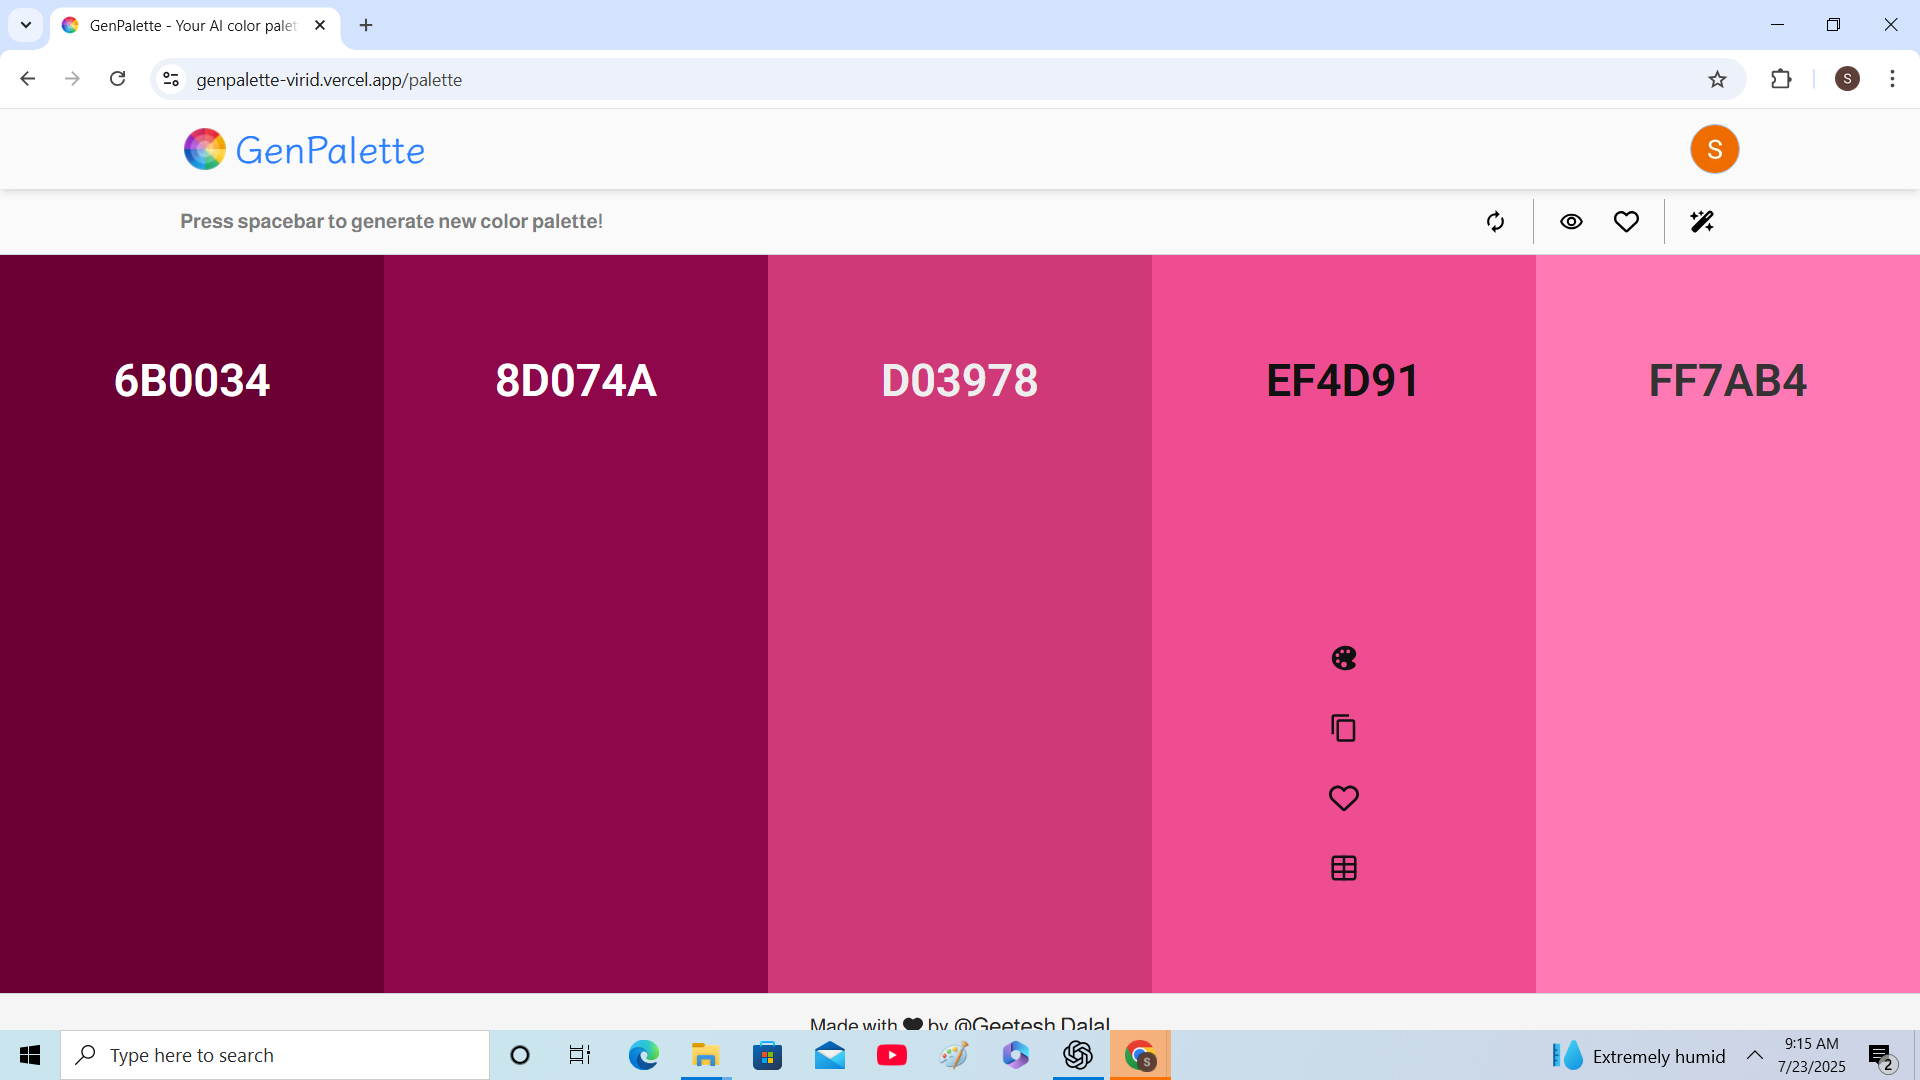 GenPalette - Your AI color palet
genpalette-virid.vercel.app/palette
S
GenPalette
S
Press spacebar to generate new color palette!
6B0034
8D074A
D03978
EF4D91
FF7AB4
Made with by @Geetesh Dalal
Type here to search
S
Extremely humid
9:15 AM
7/23/2025
2